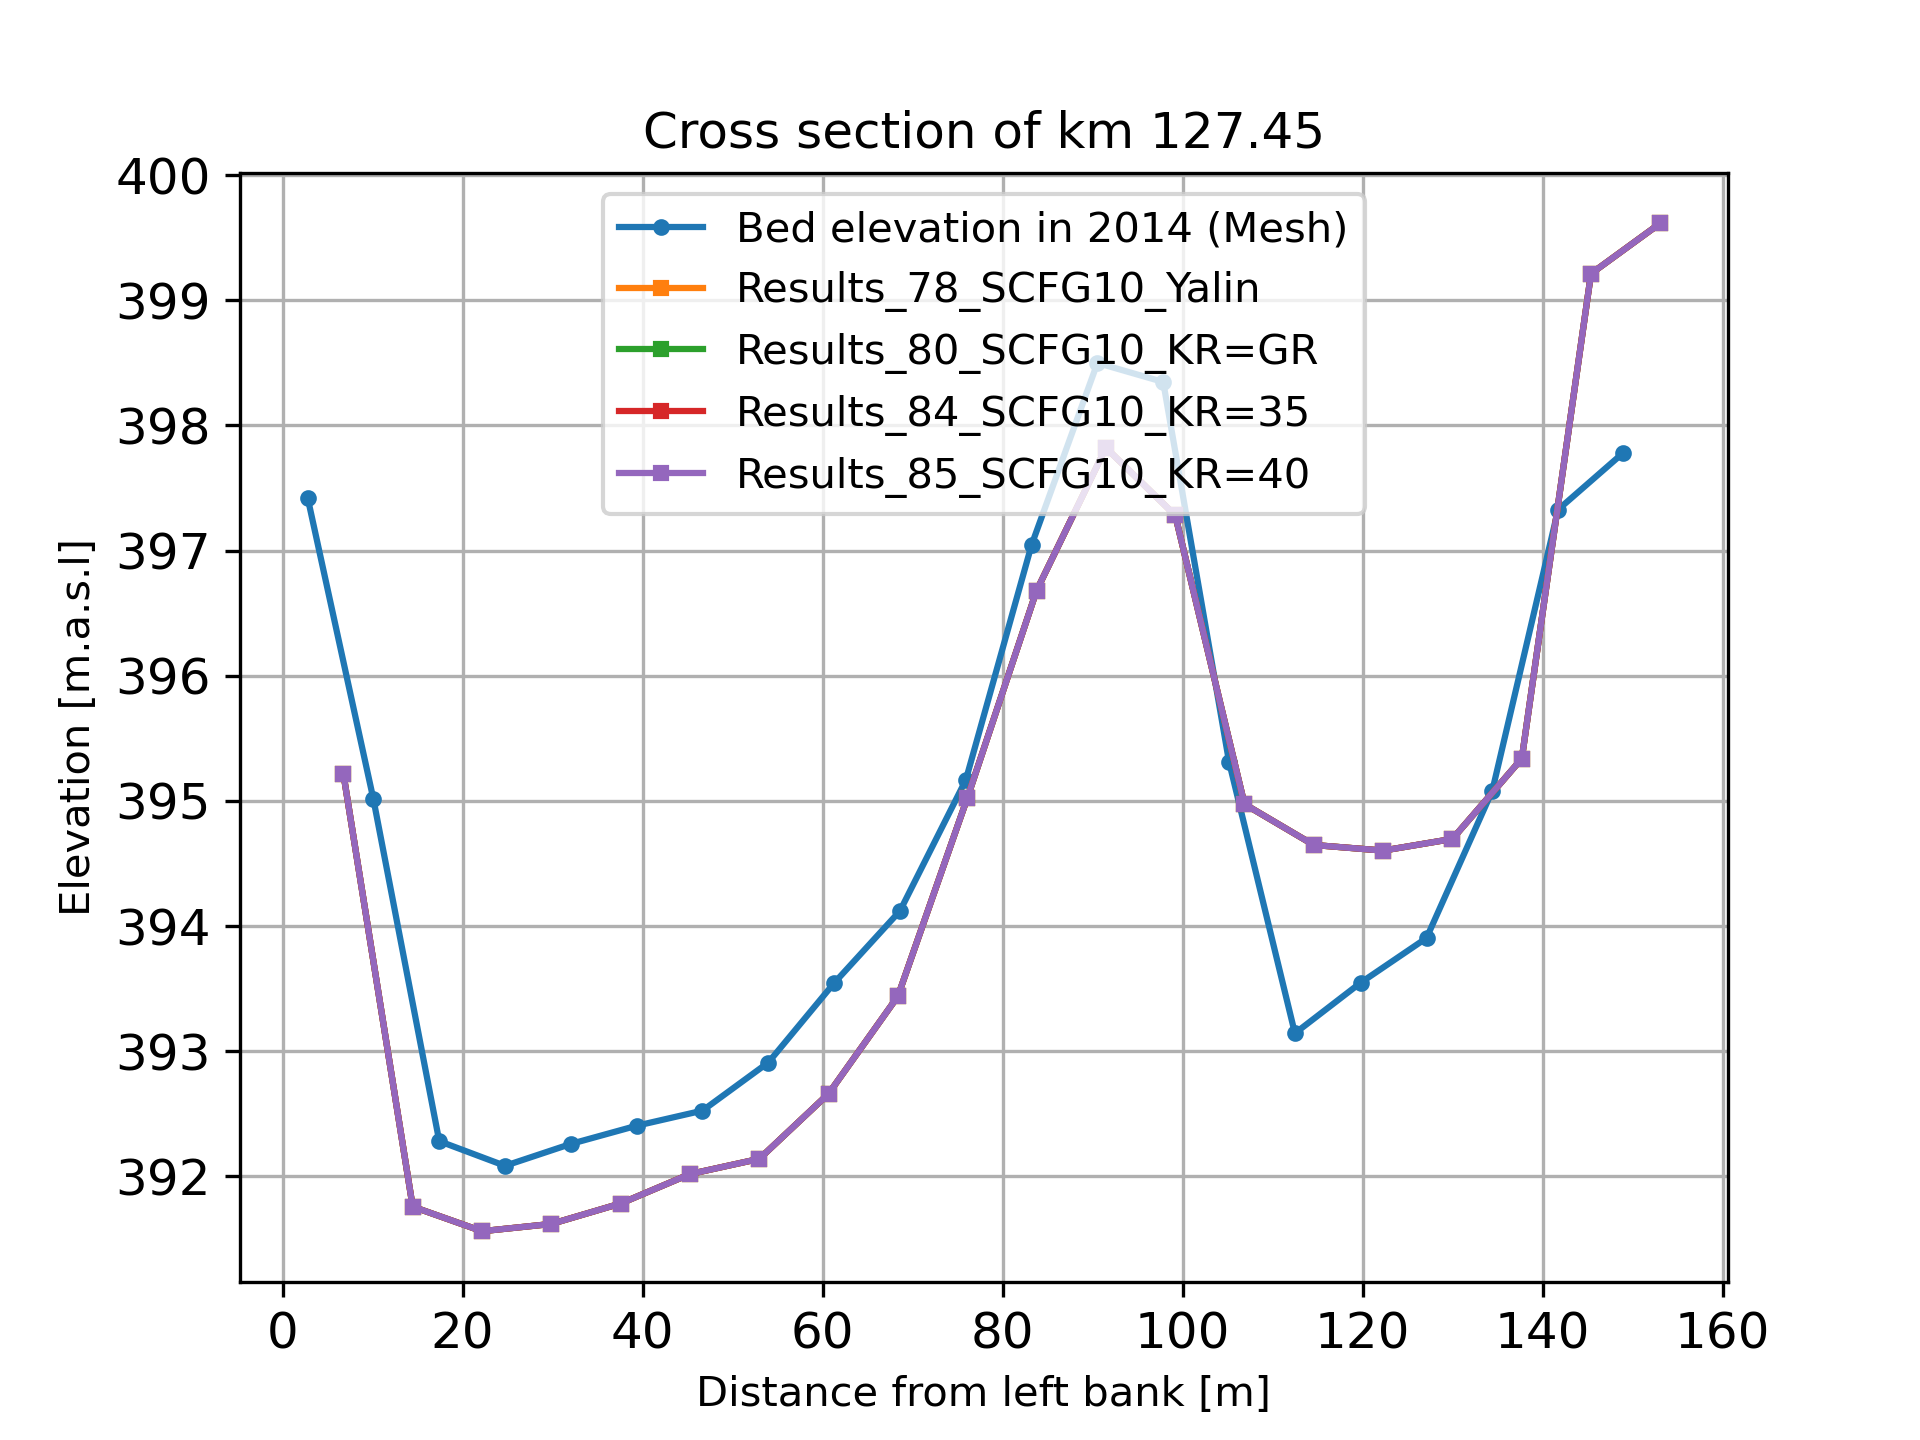 Cross section of km 127.45
400
399
398
397
396
395
394
393
392
Elevation [m.a.s.l]
Bed elevation in 2014 (Mesh)
Results_78_SCFG10_Yalin
Results_80_SCFG10_KR=GR
Results_84_SCFG10_KR=35
Results_85_SCFG10_KR=40
0 20 40 60 80 100 120 140 160
Distance from left bank [m]